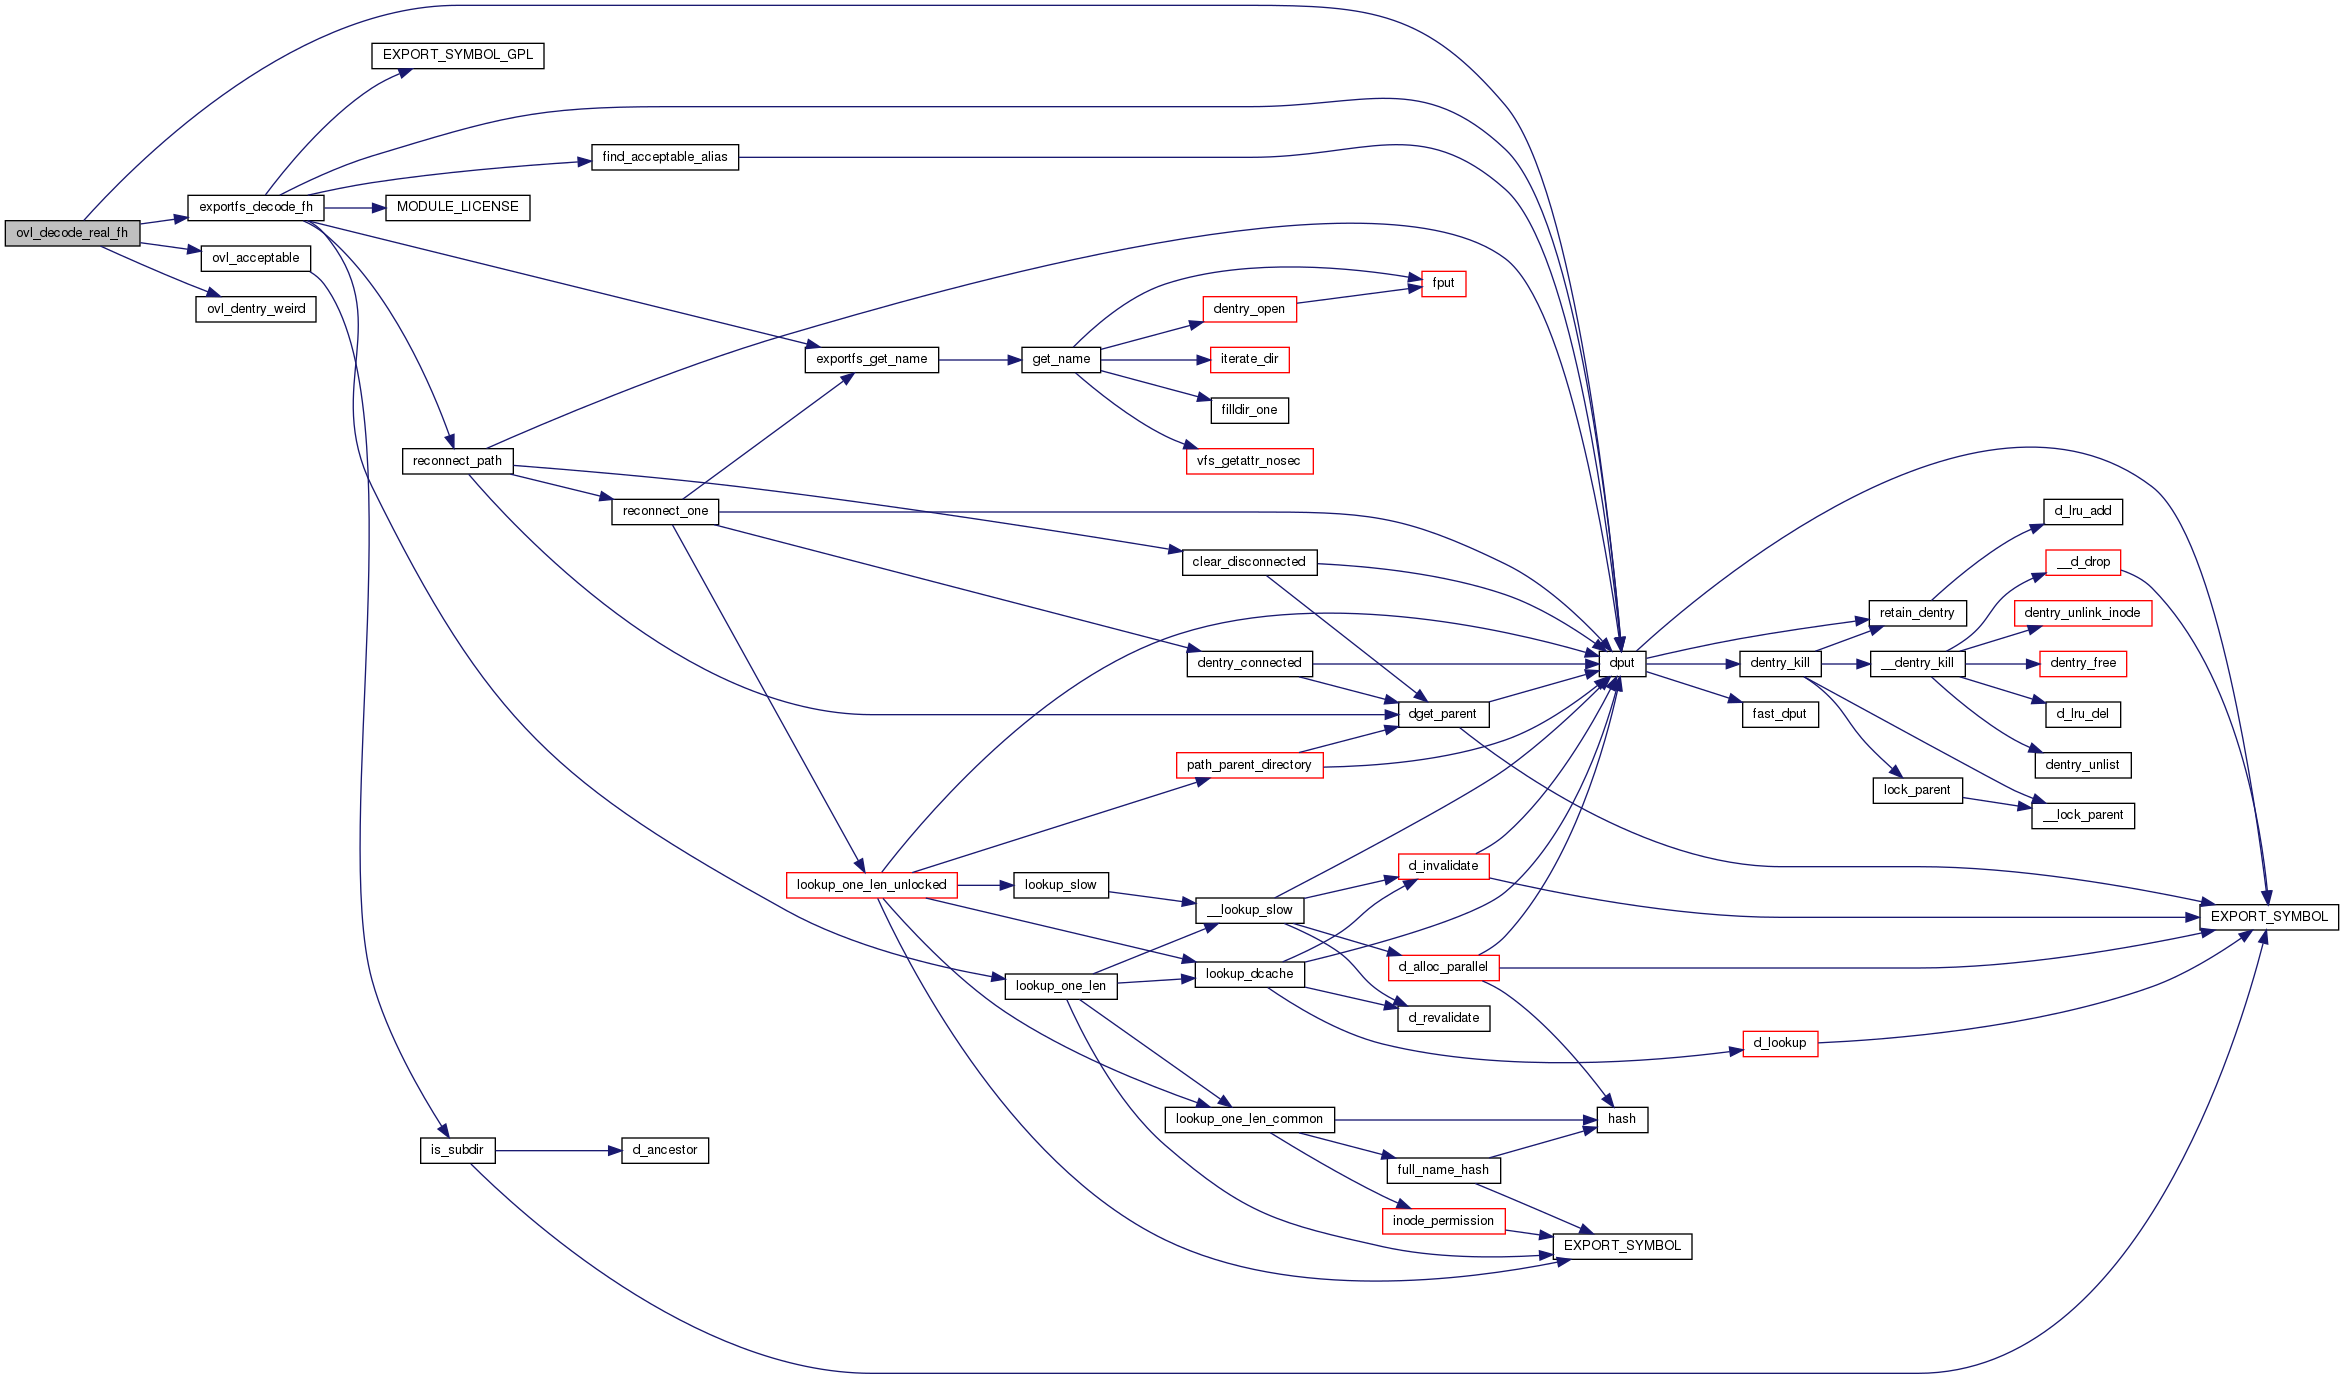 EXPORT_SYMBOL_GPL
find_acceptable_alias
exportfs_decode_fh
MODULE_LICENSE
ovl_decode_real_fh
ovl_acceptable
ovl_dentry_weird
fput
dentry_open
exportfs_get_name
get_name
iterate_dir
filldir_one
reconnect_path
vfs_getattr_nosec
reconnect_one
d_lru_add
clear_disconnected
__d_drop
retain_dentry
dentry_unlink_inode
dentry_connected
dput
dentry_kill
__dentry_kill
dentry_free
dget_parent
fast_dput
d_lru_del
path_parent_directory
dentry_unlist
lock_parent
__lock_parent
d_invalidate
lookup_one_len_unlocked
lookup_slow
__lookup_slow
EXPORT_SYMBOL
d_alloc_parallel
lookup_dcache
lookup_one_len
d_revalidate
d_lookup
lookup_one_len_common
hash
is_subdir
d_ancestor
full_name_hash
inode_permission
EXPORT_SYMBOL